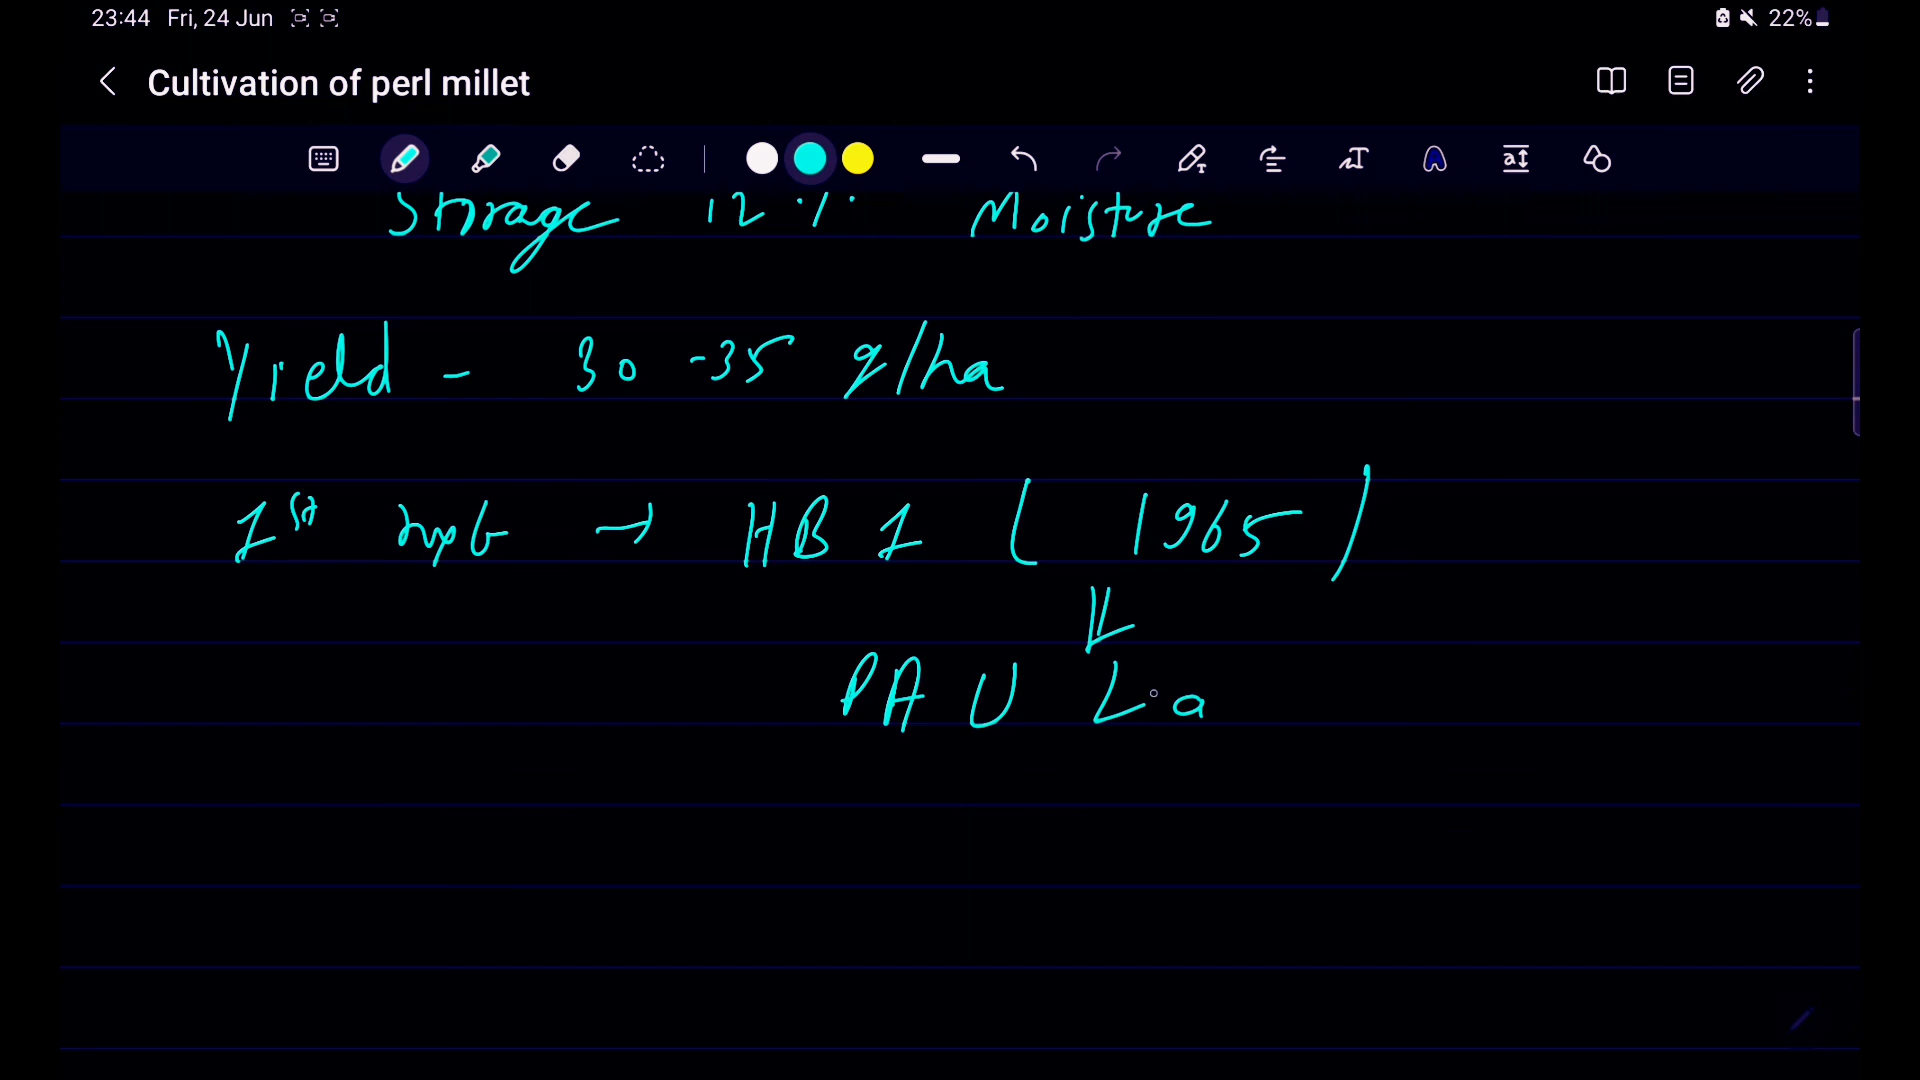 23:44 Fri, 24 Jun 22%
Cultivation of perl millet
Storage 12 % Moisture
Yield - 30 -35 q/ha
1st → HB 1 ( 1965 )
PAU La